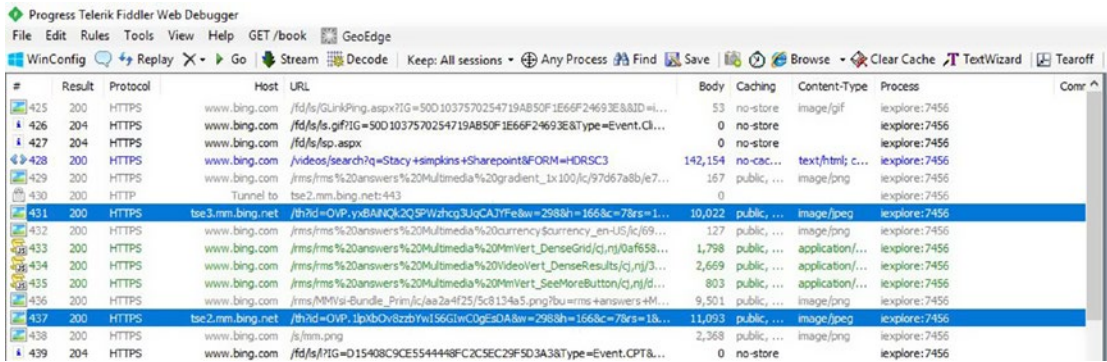 Progress Telerik Fiddler Web Debugger
File Edit Rules Tools View Help GET /book GeoEdge
WinConfig Replay X Go Stream Decode Keep: All sessions Any Process Find Save Browse Clear Cache TextWizard Tearoff
# Result Protocol Host URL Body Caching Content-Type Process Comr
425 200 HTTPS www.bing.com /fd/ls/GLinkPing.aspx?IG=50D1037570254719AB50F1E66F24693E&&ID=i... 53 no-store image/gif iexplore:7456
426 204 HTTPS www.bing.com /fd/ls/ls.gif?IG=50D1037570254719AB50F1E66F24693E&Type=Event.Cl... 0 no-store iexplore:7456
427 204 HTTPS www.bing.com /fd/ls/lsp.aspx 0 no-store iexplore:7456
428 200 HTTPS www.bing.com /videos/search?q=Stacy+simpkins+Sharepoint&FORM=HDRSC3 142,154 no-cac... text/html; c... iexplore:7456
429 200 HTTPS www.bing.com /rms/rms%20answers%20Multimedia%20gradient_1x100/ic/97d67a8b/e7... 167 public, ... image/png iexplore:7456
430 200 HTTP Tunnel to tse2.mm.bing.net:443 0 iexplore:7456
431 200 HTTPS tse3.mm.bing.net /th?id=OVP.yxBAiNQk2Q5PWzhcg3UqCAJYFe&w=298&h=166&c=7&rs=1... 10,022 public, ... image/jpeg iexplore:7456
432 200 HTTPS www.bing.com /rms/rms%20answers%20Multimedia%20currency$currency_en-US/ic/69... 127 public, ... image/png iexplore:7456
433 200 HTTPS www.bing.com /rms/rms%20answers%20Multimedia%20MmVert_DenseGrid/cj,nj/0af658... 1,798 public, ... application/... iexplore:7456
434 200 HTTPS www.bing.com /rms/rms%20answers%20Multimedia%20VideoVert_DenseResults/cj,nj/3... 2,669 public, ... application/... iexplore:7456
435 200 HTTPS www.bing.com /rms/rms%20answers%20Multimedia%20MmVert_SeeMoreButton/cj,nj/d... 803 public, ... application/... iexplore:7456
436 200 HTTPS www.bing.com /rms/MMVsi-Bundle_Prim/ic/aa2a4f25/5c8134a5.png?bu=rms+answers+M... 9,501 public, ... image/png iexplore:7456
437 200 HTTPS tse2.mm.bing.net /th?id=OVP.1lpXbOv8zzbYwI56GIwC0gEsDA&w=298&h=166&c=7&rs=1&... 11,093 public, ... image/jpeg iexplore:7456
438 200 HTTPS www.bing.com /s/mm.png 2,368 public, ... image/png iexplore:7456
439 204 HTTPS www.bing.com /fd/ls/l?IG=D15408C9CE5544448FC2C5EC29F5D3A3&Type=Event.CPT&... 0 no-store iexplore:7456